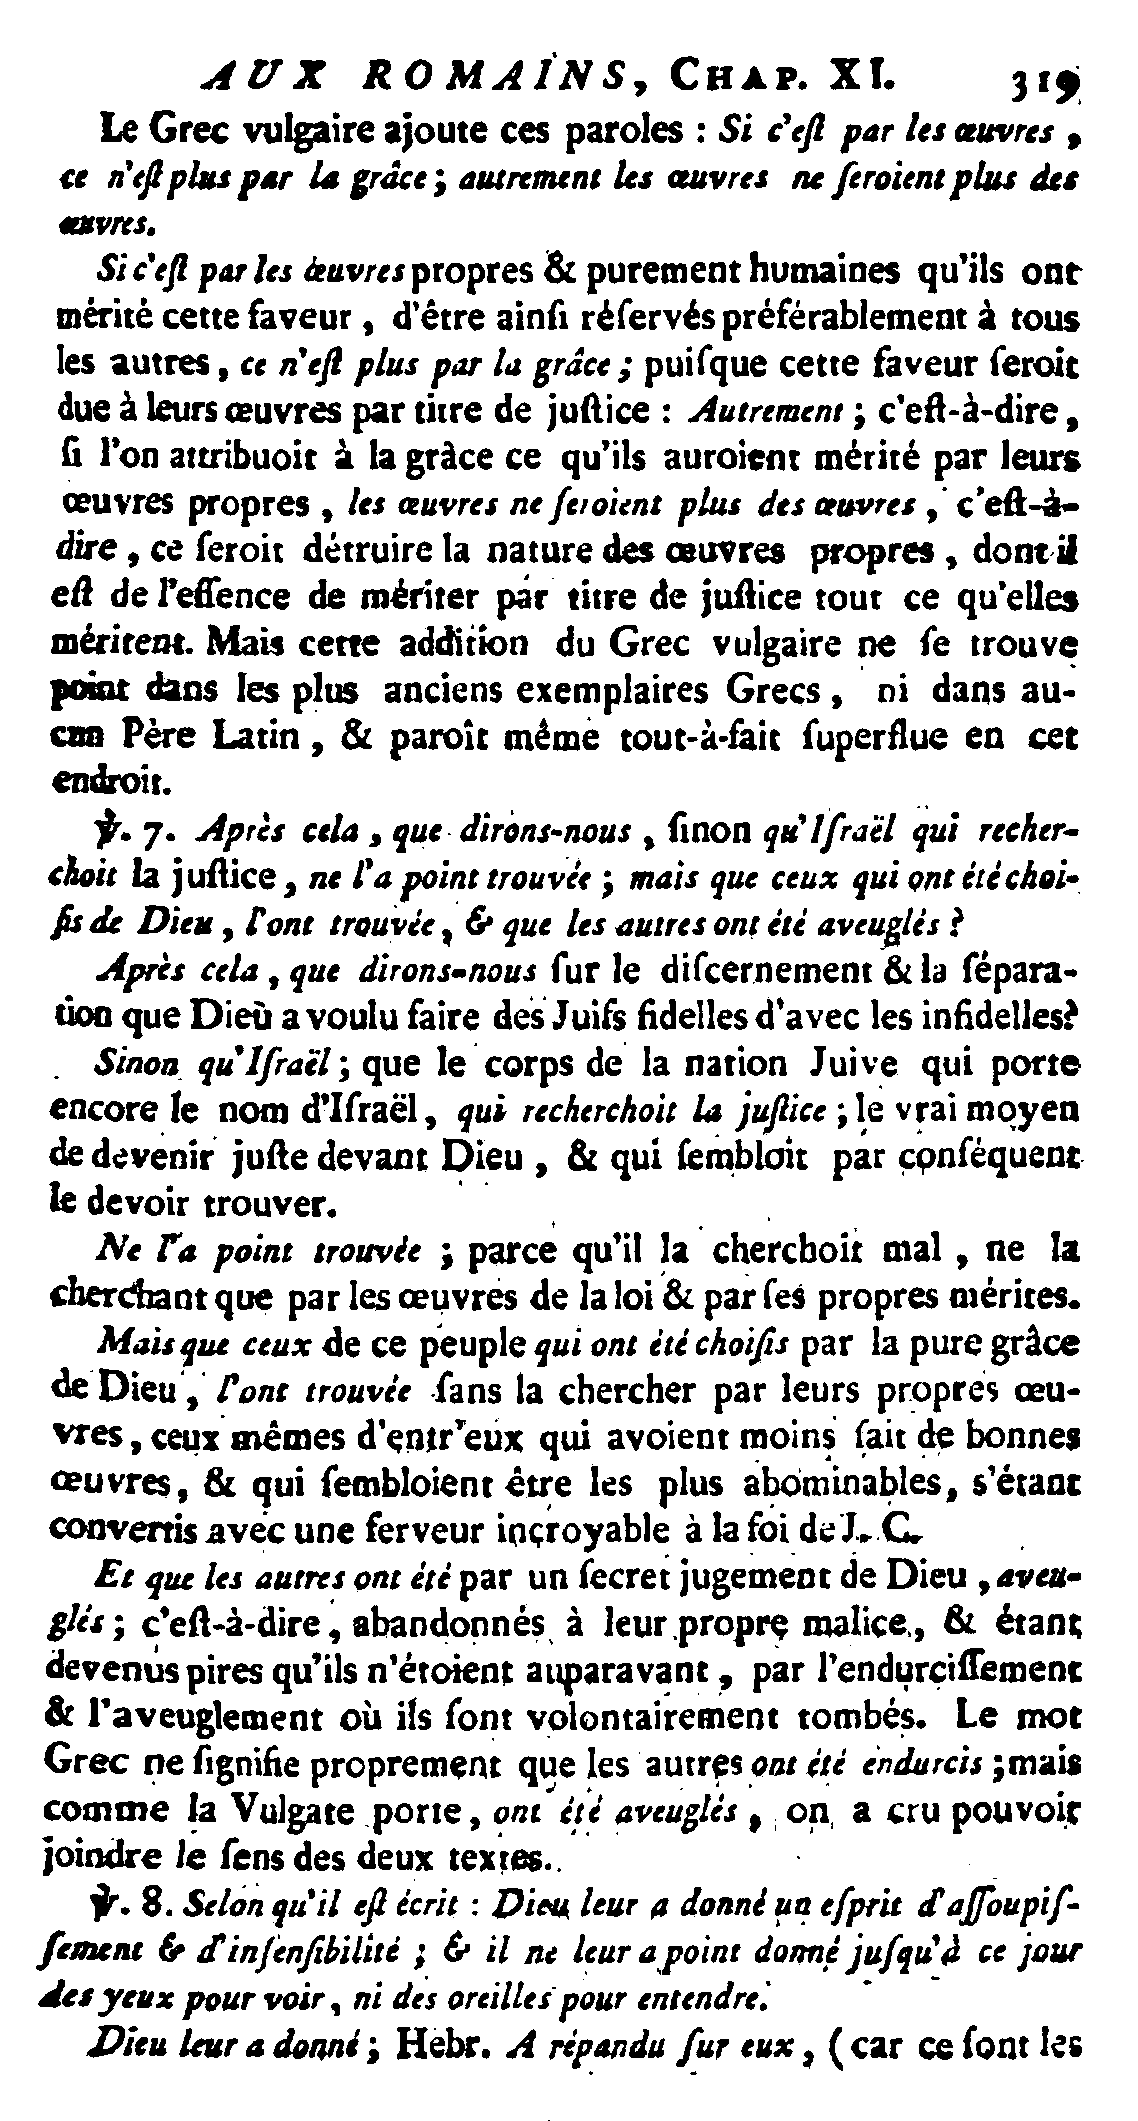 AUX ROMAINS, CHAP. XI. 319
Le Grec vulgaire ajoute ces paroles : Si c'eſt par les œuvres ,
ce n'eſt plus par la grâce ; autrement les œuvres ne ſeroient plus des
œuvres.
Si c'eſt par les œuvres propres & purement humaines qu'ils ont
mérité cette faveur , d'être ainſi réſervés préférablement à tous
les autres , ce n'eſt plus par la grâce ; puiſque cette faveur ſeroit
due à leurs œuvres par titre de juſtice : Autrement ; c'eſt-à-dire ,
ſi l'on attribuoit à la grâce ce qu'ils auroient mérité par leurs
œuvres propres , les œuvres ne ſeroient plus des œuvres , c'eſt-à-
dire , ce ſeroit détruire la nature des œuvres propres , dont il
eſt de l'eſſence de mériter par titre de juſtice tout ce qu'elles
méritent. Mais cette addition du Grec vulgaire ne ſe trouve
point dans les plus anciens exemplaires Grecs , ni dans au-
cun Père Latin , & paroît même tout-à-fait ſuperflue en cet
endroit.
℣. 7. Après cela , que dirons-nous , ſinon qu'Iſraël qui recher-
choit la juſtice , ne l'a point trouvée ; mais que ceux qui ont été choi-
ſis de Dieu , l'ont trouvée , & que les autres ont été aveuglés ?
Après cela , que dirons-nous ſur le diſcernement & la ſépara-
tion que Dieu a voulu faire des Juifs fidelles d'avec les infidelles?
Sinon qu'Iſraël ; que le corps de la nation Juive qui porte
encore le nom d'Iſraël , qui recherchoit la juſtice ; le vrai moyen
de devenir juſte devant Dieu , & qui ſembloit par conſéquent
le devoir trouver.
Ne l'a point trouvée ; parce qu'il la cherchoit mal , ne la
cherchant que par les œuvres de la loi & par ſes propres mérites.
Mais que ceux de ce peuple qui ont été choiſis par la pure grâce
de Dieu , l'ont trouvée ſans la chercher par leurs propres œu-
vres , ceux mêmes d'entr'eux qui avoient moins fait de bonnes
œuvres , & qui ſembloient être les plus abominables , s'étant
convertis avec une ferveur incroyable à la foi de J. C.
Et que les autres ont été par un ſecret jugement de Dieu , aveu-
glés ; c'eſt-à-dire , abandonnés à leur propre malice , & étant
devenus pires qu'ils n'étoient auparavant , par l'endurciſſement
& l'aveuglement où ils ſont volontairement tombés. Le mot
Grec ne ſignifie proprement que les autres ont été endurcis ; mais
comme la Vulgate porte , ont été aveuglés , on a cru pouvoir
joindre le ſens des deux textes.
℣. 8. Selon qu'il eſt écrit : Dieu leur a donné un eſprit d'aſſoupiſ-
ſement & d'inſenſibilité ; & il ne leur a point donné juſqu'à ce jour
des yeux pour voir , ni des oreilles pour entendre.
Dieu leur a donné ; Hébr. A répandu ſur eux , ( car ce ſont les